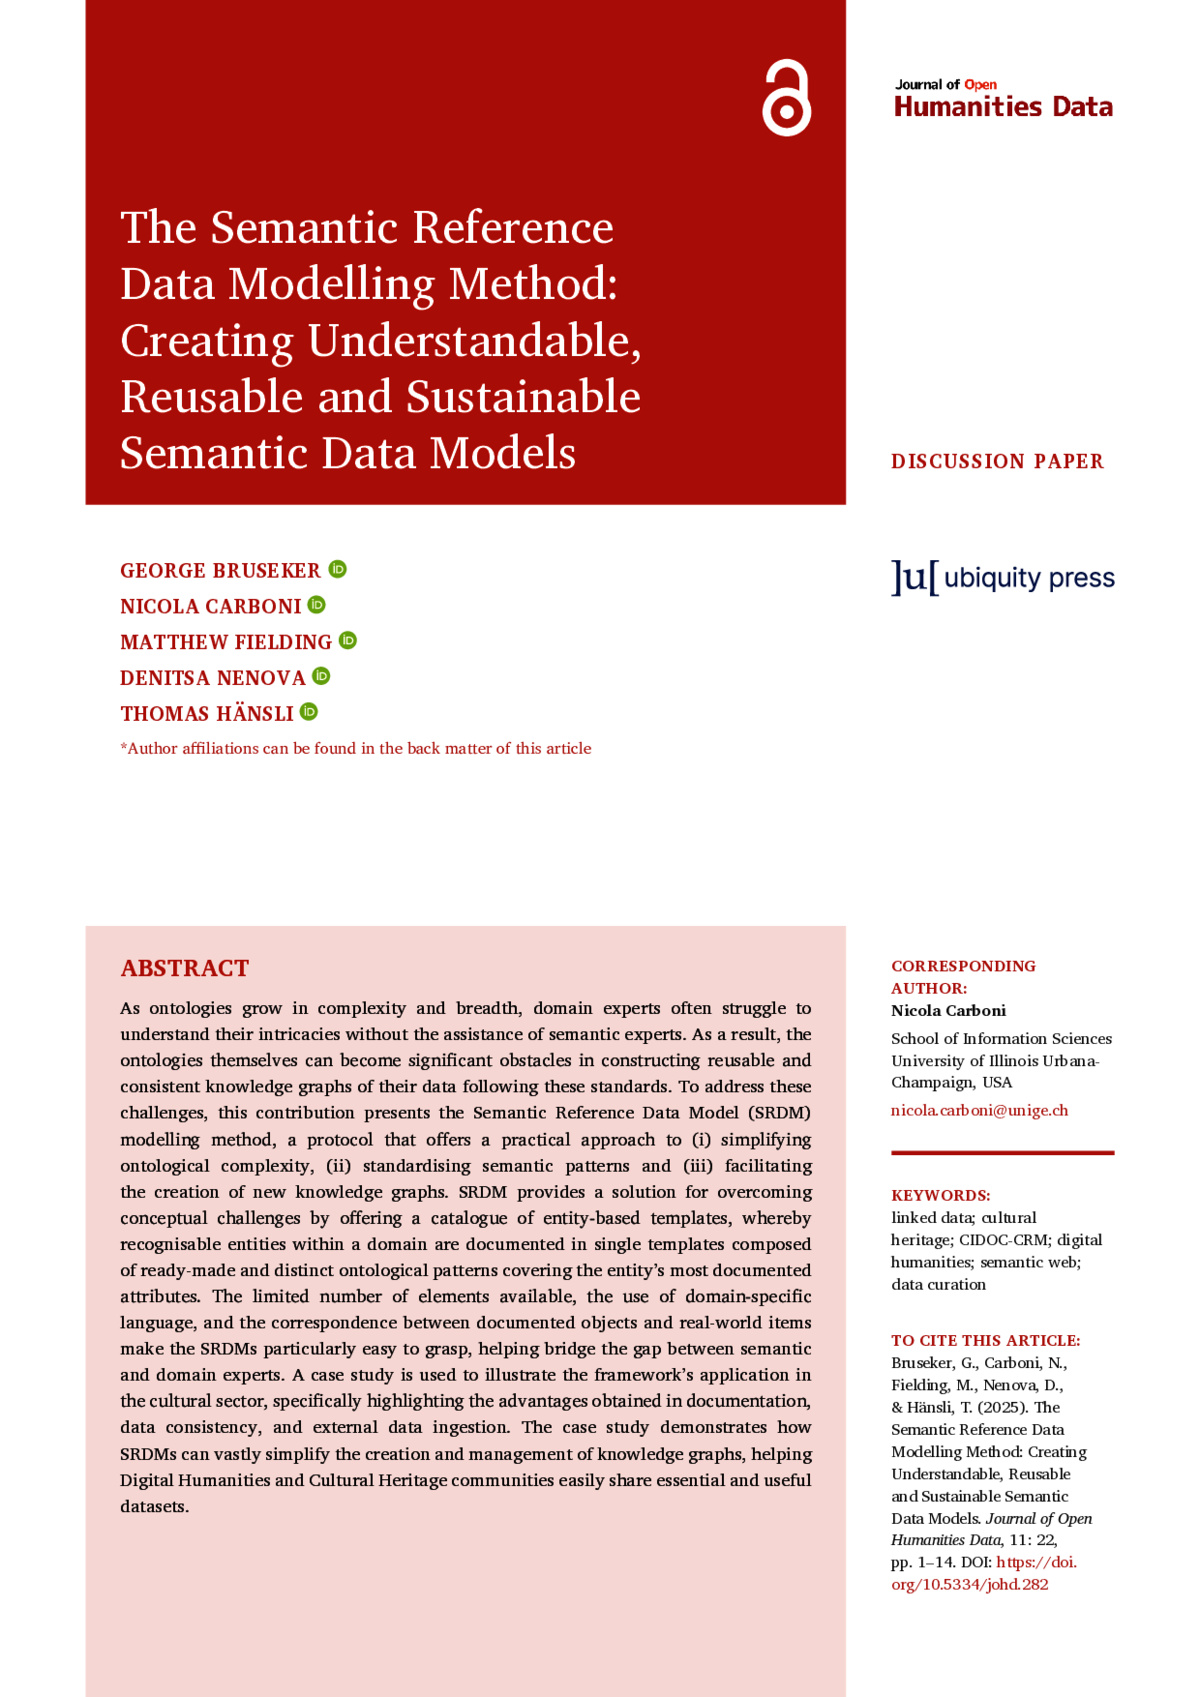 Journal of Open
Humanities Data
The Semantic Reference
Data Modelling Method:
Creating Understandable,
Reusable and Sustainable
Semantic Data Models
DISCUSSION PAPER
GEORGE BRUSEKER iD
NICOLA CARBONI iD
MATTHEW FIELDING iD
DENITSA NENOVA iD
THOMAS HÄNSLI iD
*Author affiliations can be found in the back matter of this article
]u[ ubiquity press
ABSTRACT
As ontologies grow in complexity and breadth, domain experts often struggle to
understand their intricacies without the assistance of semantic experts. As a result, the
ontologies themselves can become significant obstacles in constructing reusable and
consistent knowledge graphs of their data following these standards. To address these
challenges, this contribution presents the Semantic Reference Data Model (SRDM)
modelling method, a protocol that offers a practical approach to (i) simplifying
ontological complexity, (ii) standardising semantic patterns and (iii) facilitating
the creation of new knowledge graphs. SRDM provides a solution for overcoming
conceptual challenges by offering a catalogue of entity-based templates, whereby
recognisable entities within a domain are documented in single templates composed
of ready-made and distinct ontological patterns covering the entity's most documented
attributes. The limited number of elements available, the use of domain-specific
language, and the correspondence between documented objects and real-world items
make the SRDMs particularly easy to grasp, helping bridge the gap between semantic
and domain experts. A case study is used to illustrate the framework's application in
the cultural sector, specifically highlighting the advantages obtained in documentation,
data consistency, and external data ingestion. The case study demonstrates how
SRDMs can vastly simplify the creation and management of knowledge graphs, helping
Digital Humanities and Cultural Heritage communities easily share essential and useful
datasets.
CORRESPONDING
AUTHOR:
Nicola Carboni
School of Information Sciences
University of Illinois Urbana-
Champaign, USA
nicola.carboni@unige.ch
KEYWORDS:
linked data; cultural
heritage; CIDOC-CRM; digital
humanities; semantic web;
data curation
TO CITE THIS ARTICLE:
Bruseker, G., Carboni, N.,
Fielding, M., Nenova, D.,
& Hänsli, T. (2025). The
Semantic Reference Data
Modelling Method: Creating
Understandable, Reusable
and Sustainable Semantic
Data Models. Journal of Open
Humanities Data, 11: 22,
pp. 1–14. DOI: https://doi.
org/10.5334/johd.282